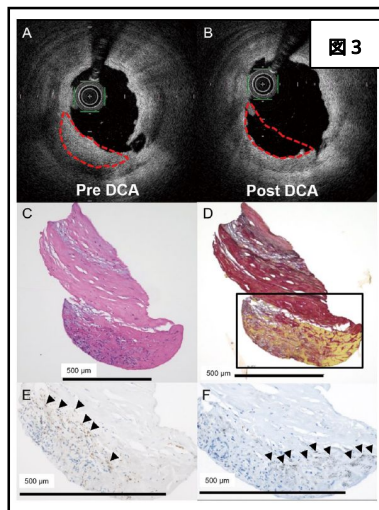 A
B
図 3
Pre DCA
Post DCA
C
D
500 μm
500 μm
E
F
500 μm
500 μm